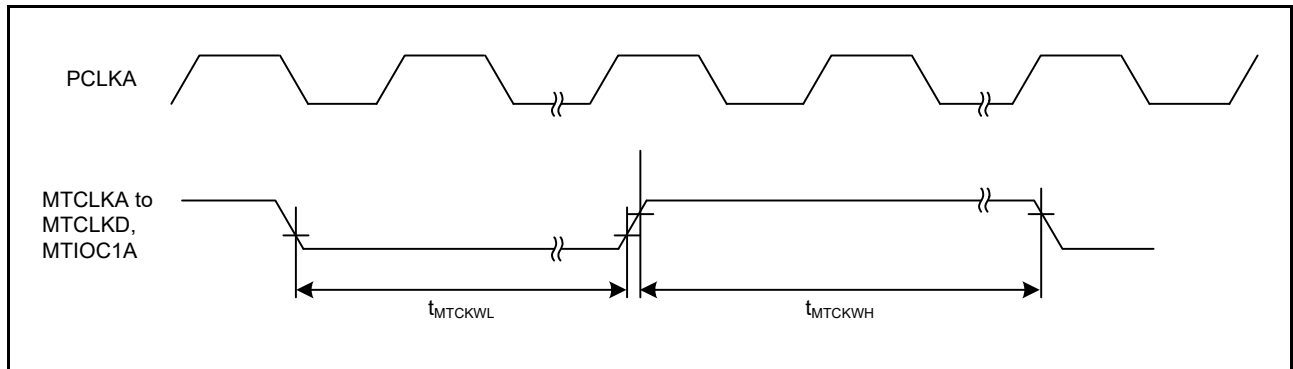 PCLKA
MTCLKA to
MTCLKD,
MTIOC1A
tMTCKWL
tMTCKWH